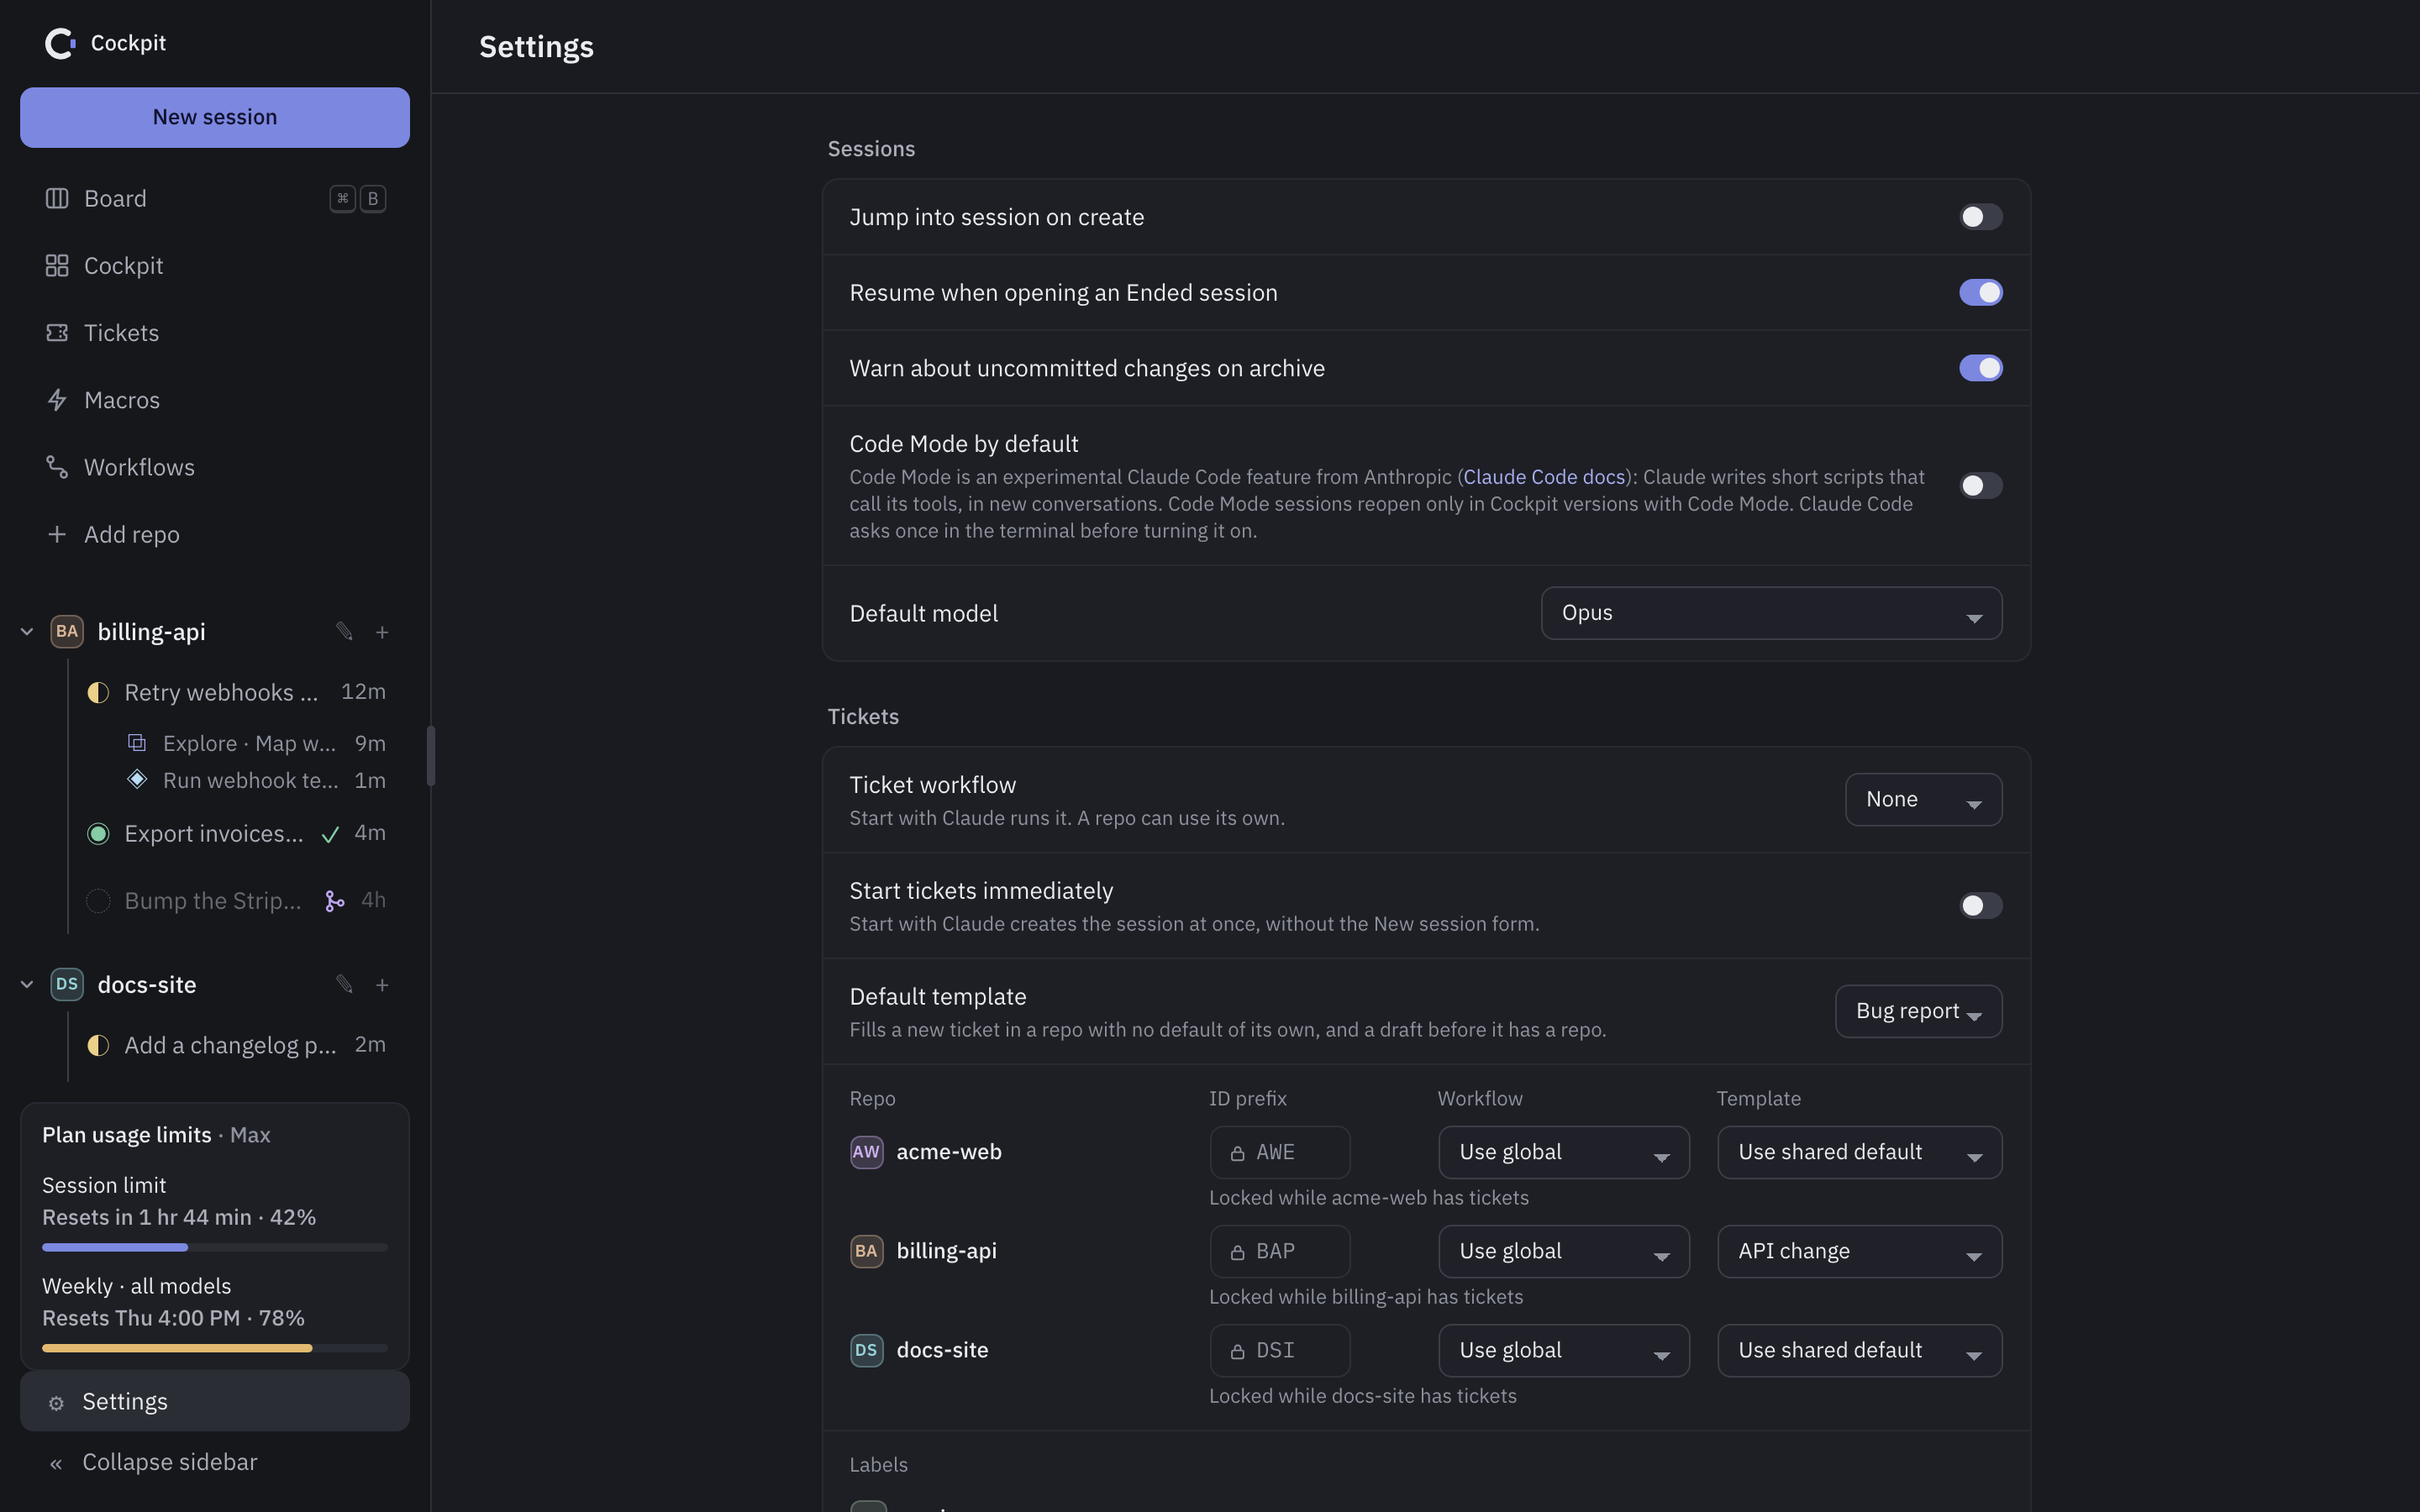 Cockpit
New session
Board ⌘ B
Cockpit
Tickets
Macros
Workflows
Add repo
BA billing-api
Retry webhooks ... 12m
Explore · Map w... 9m
Run webhook te... 1m
Export invoices... 4m
Bump the Strip... 4h
DS docs-site
Add a changelog p... 2m
Plan usage limits · Max
Session limit
Resets in 1 hr 44 min · 42%
Weekly · all models
Resets Thu 4:00 PM · 78%
Settings
« Collapse sidebar
Settings
Sessions
Jump into session on create
Resume when opening an Ended session
Warn about uncommitted changes on archive
Code Mode by default
Code Mode is an experimental Claude Code feature from Anthropic (Claude Code docs): Claude writes short scripts that
call its tools, in new conversations. Code Mode sessions reopen only in Cockpit versions with Code Mode. Claude Code
asks once in the terminal before turning it on.
Default model Opus
Tickets
Ticket workflow None
Start with Claude runs it. A repo can use its own.
Start tickets immediately
Start with Claude creates the session at once, without the New session form.
Default template Bug report
Fills a new ticket in a repo with no default of its own, and a draft before it has a repo.
Repo ID prefix Workflow Template
AW acme-web AWE Use global Use shared default
Locked while acme-web has tickets
BA billing-api BAP Use global API change
Locked while billing-api has tickets
DS docs-site DSI Use global Use shared default
Locked while docs-site has tickets
Labels